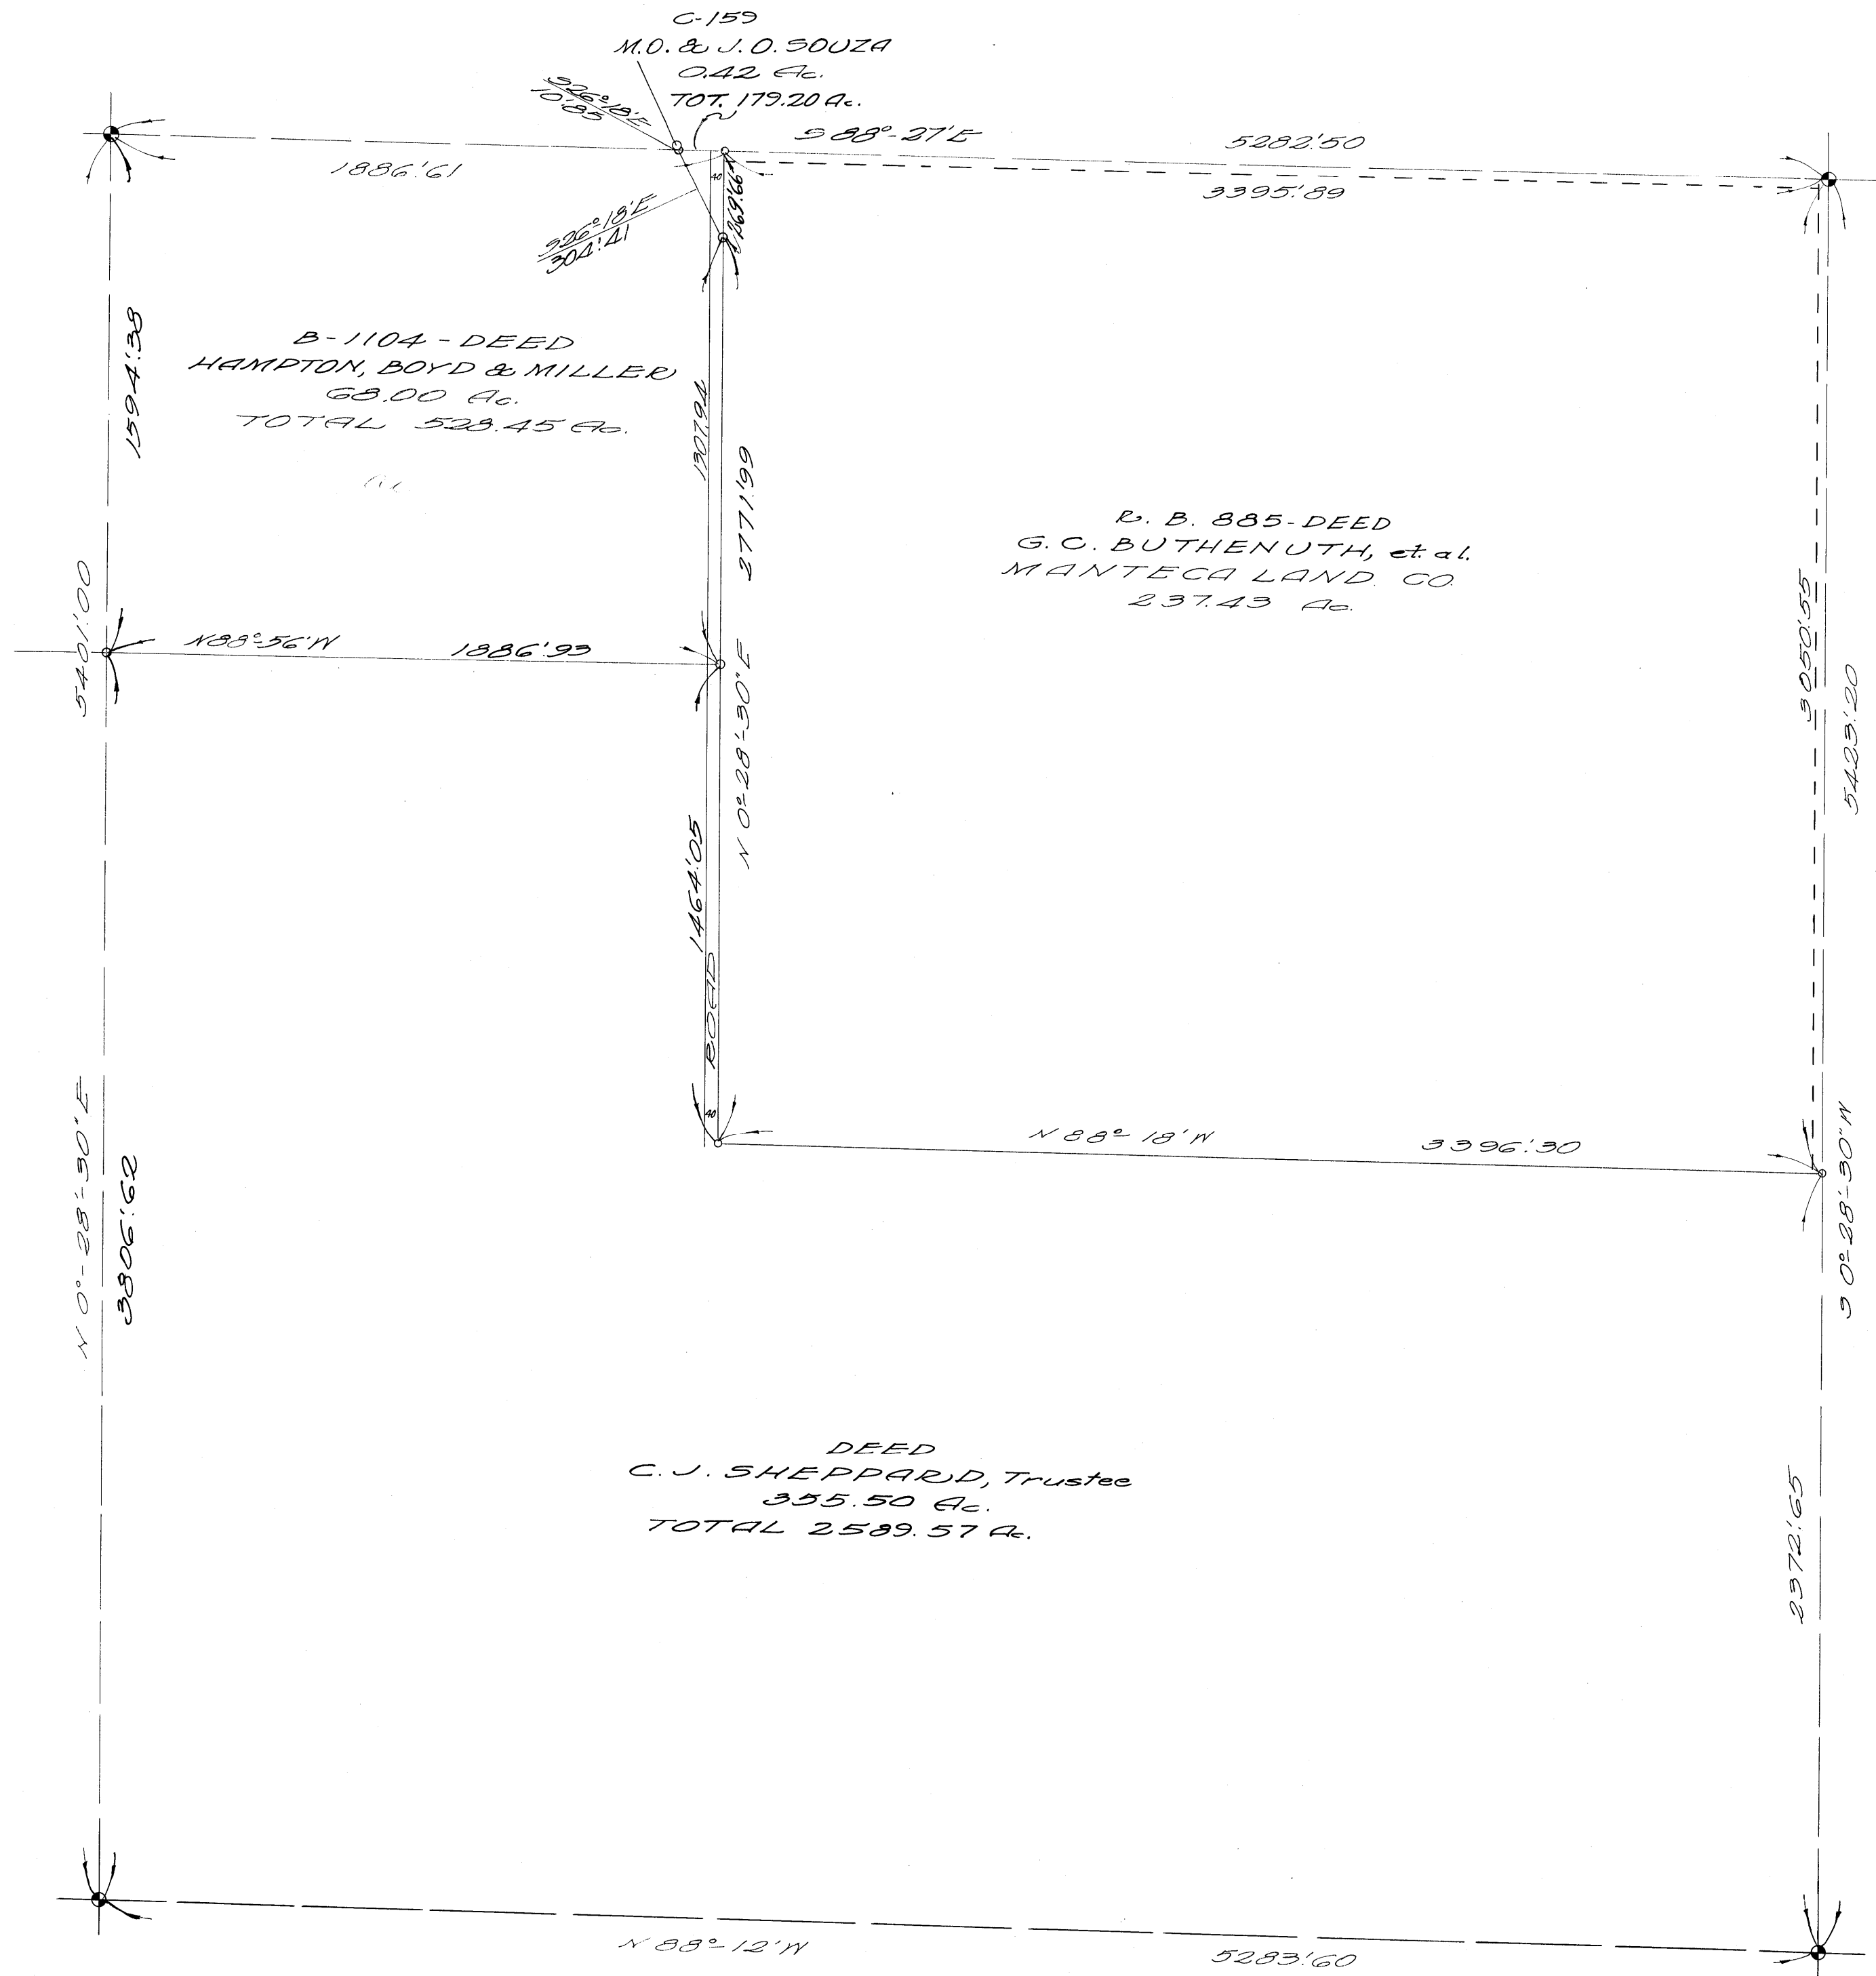 C-159
M.O. & J.O. SOUZA
0.42 Ac.
TOT. 179.20 Ac.
S26°-18'E
10'.85
S 88°-27'E
5282'.50
1886'.61
3395'.89
40
269'.66
S26°-18'E
304'.41
1594'.38
B-1104 - DEED
HAMPTON, BOYD & MILLER
68.00 Ac.
TOTAL 528.45 Ac.
1307.94
2771'.99
R. B. 885-DEED
G. C. BUTHENUTH, et. al.
MANTECA LAND. CO.
237.43 Ac.
5401'.00
N88°-56'W
1886'.93
N 0°-28'-30" E
3050'.55
5423'.20
1464'.05
ROAD
40
N 88°-18'W
3396'.30
N 0°-28'-30" E
3806'.62
S 0°-28'-30" W
DEED
C. J. SHEPPARD, Trustee
355.50 Ac.
TOTAL 2589.57 Ac.
2372'.65
N 88°-12'W
5283'.60